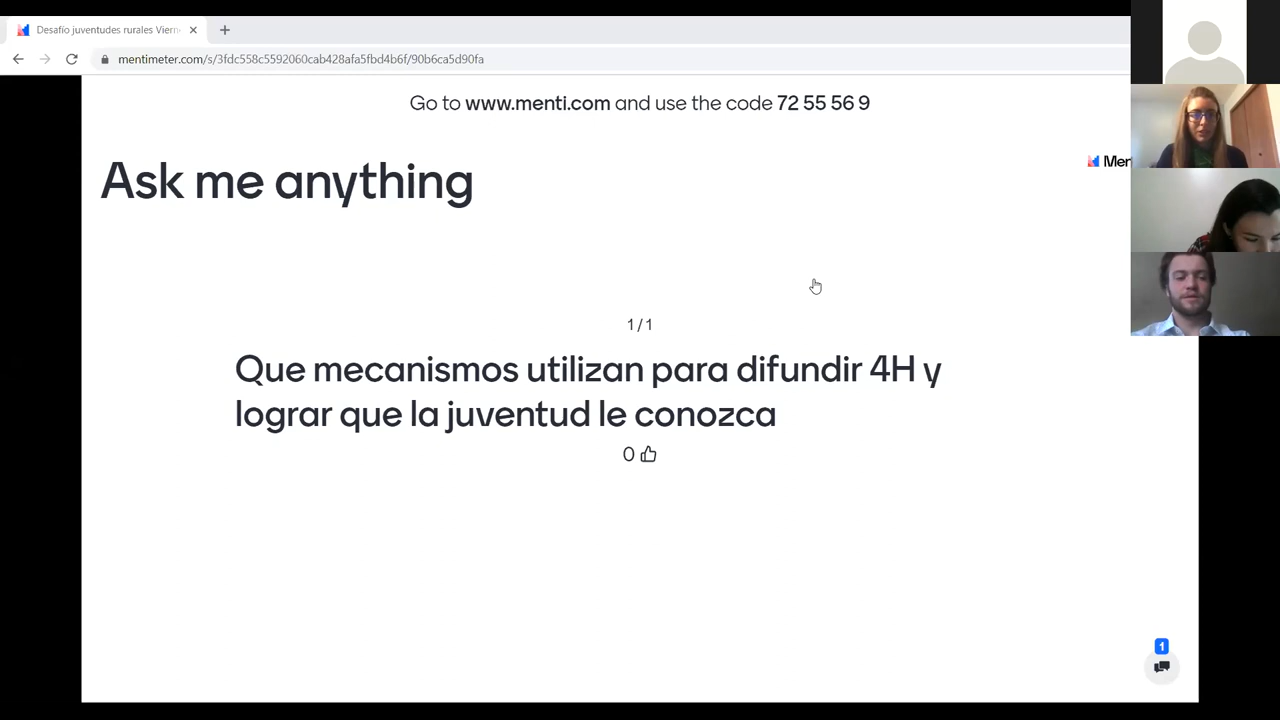 Desafío juventudes rurales Viern
mentimeter.com/s/3fdc558c5592060cab428afa5fbd4b6f/90b6ca5d90fa
Go to www.menti.com and use the code 72 55 56 9
Ask me anything
Mer
1 / 1
Que mecanismos utilizan para difundir 4H y
lograr que la juventud le conozca
0
1